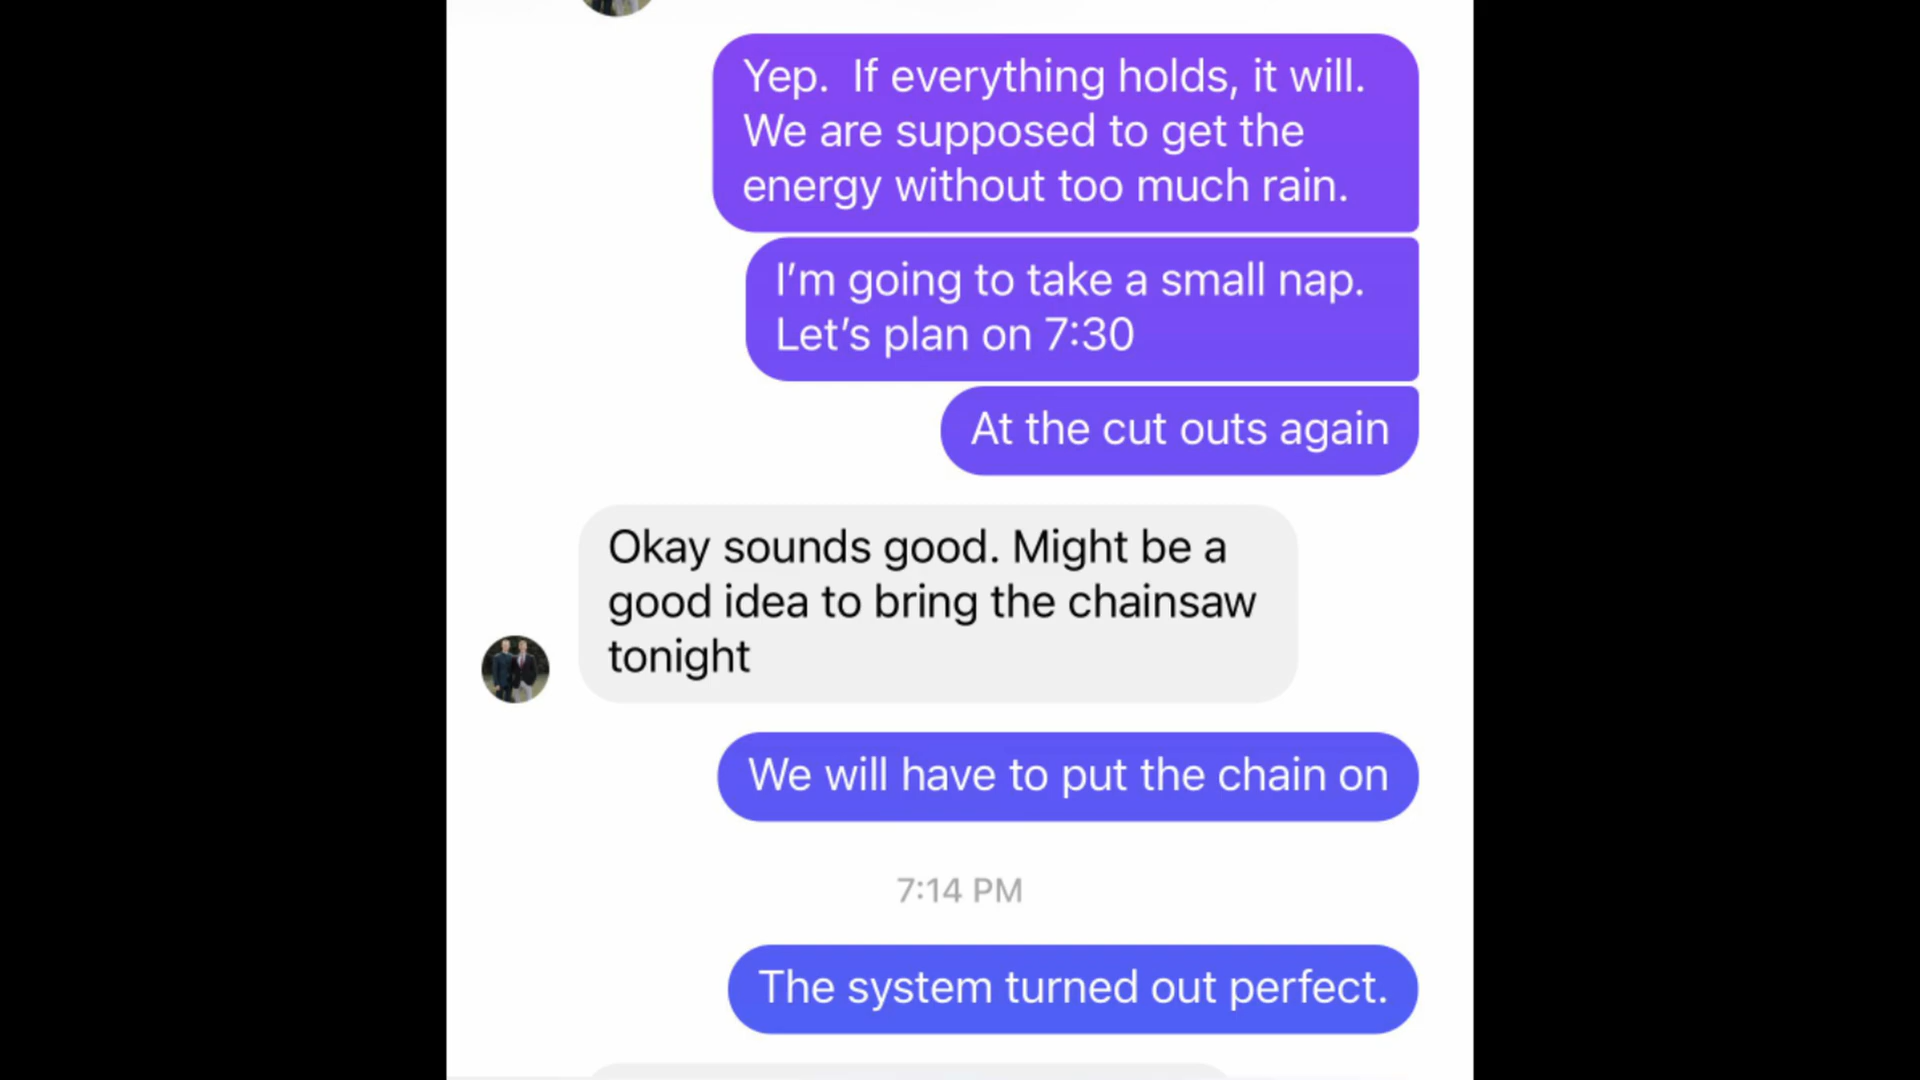 Yep.  If everything holds, it will.
We are supposed to get the
energy without too much rain.
I’m going to take a small nap.
Let’s plan on 7:30
At the cut outs again
Okay sounds good. Might be a
good idea to bring the chainsaw
tonight
We will have to put the chain on
7:14 PM
The system turned out perfect.